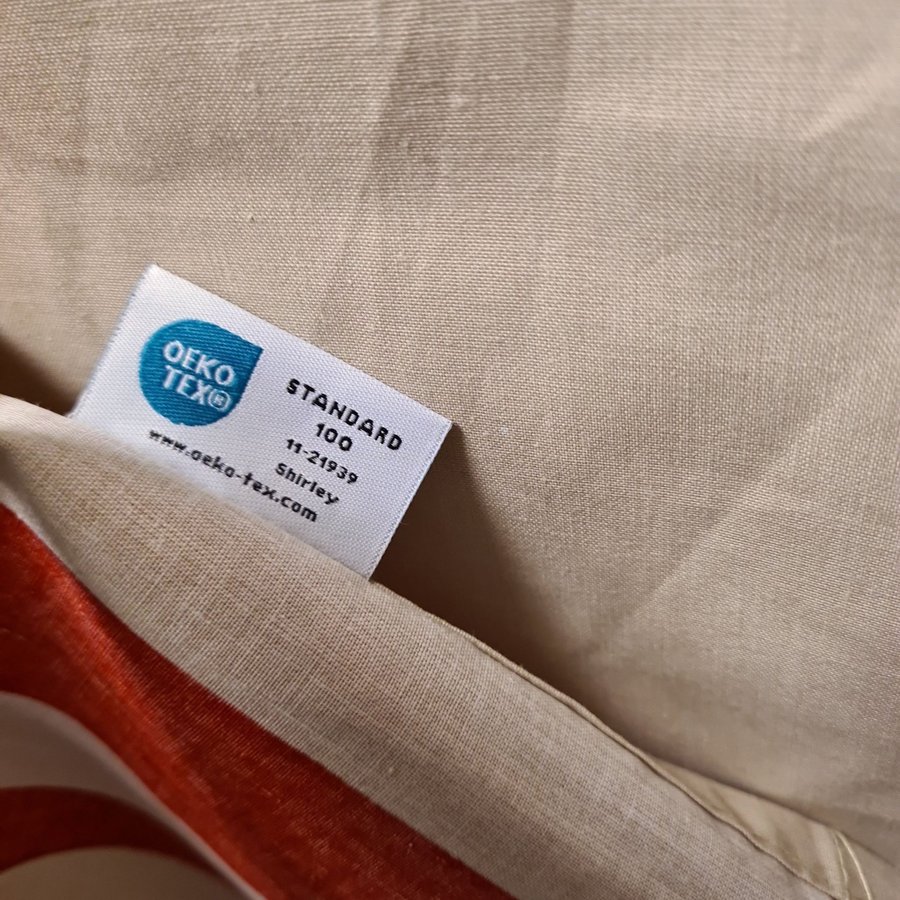 OEKO
TEX®
STANDARD
100
11-21939
Shirley
www.oeko-tex.com